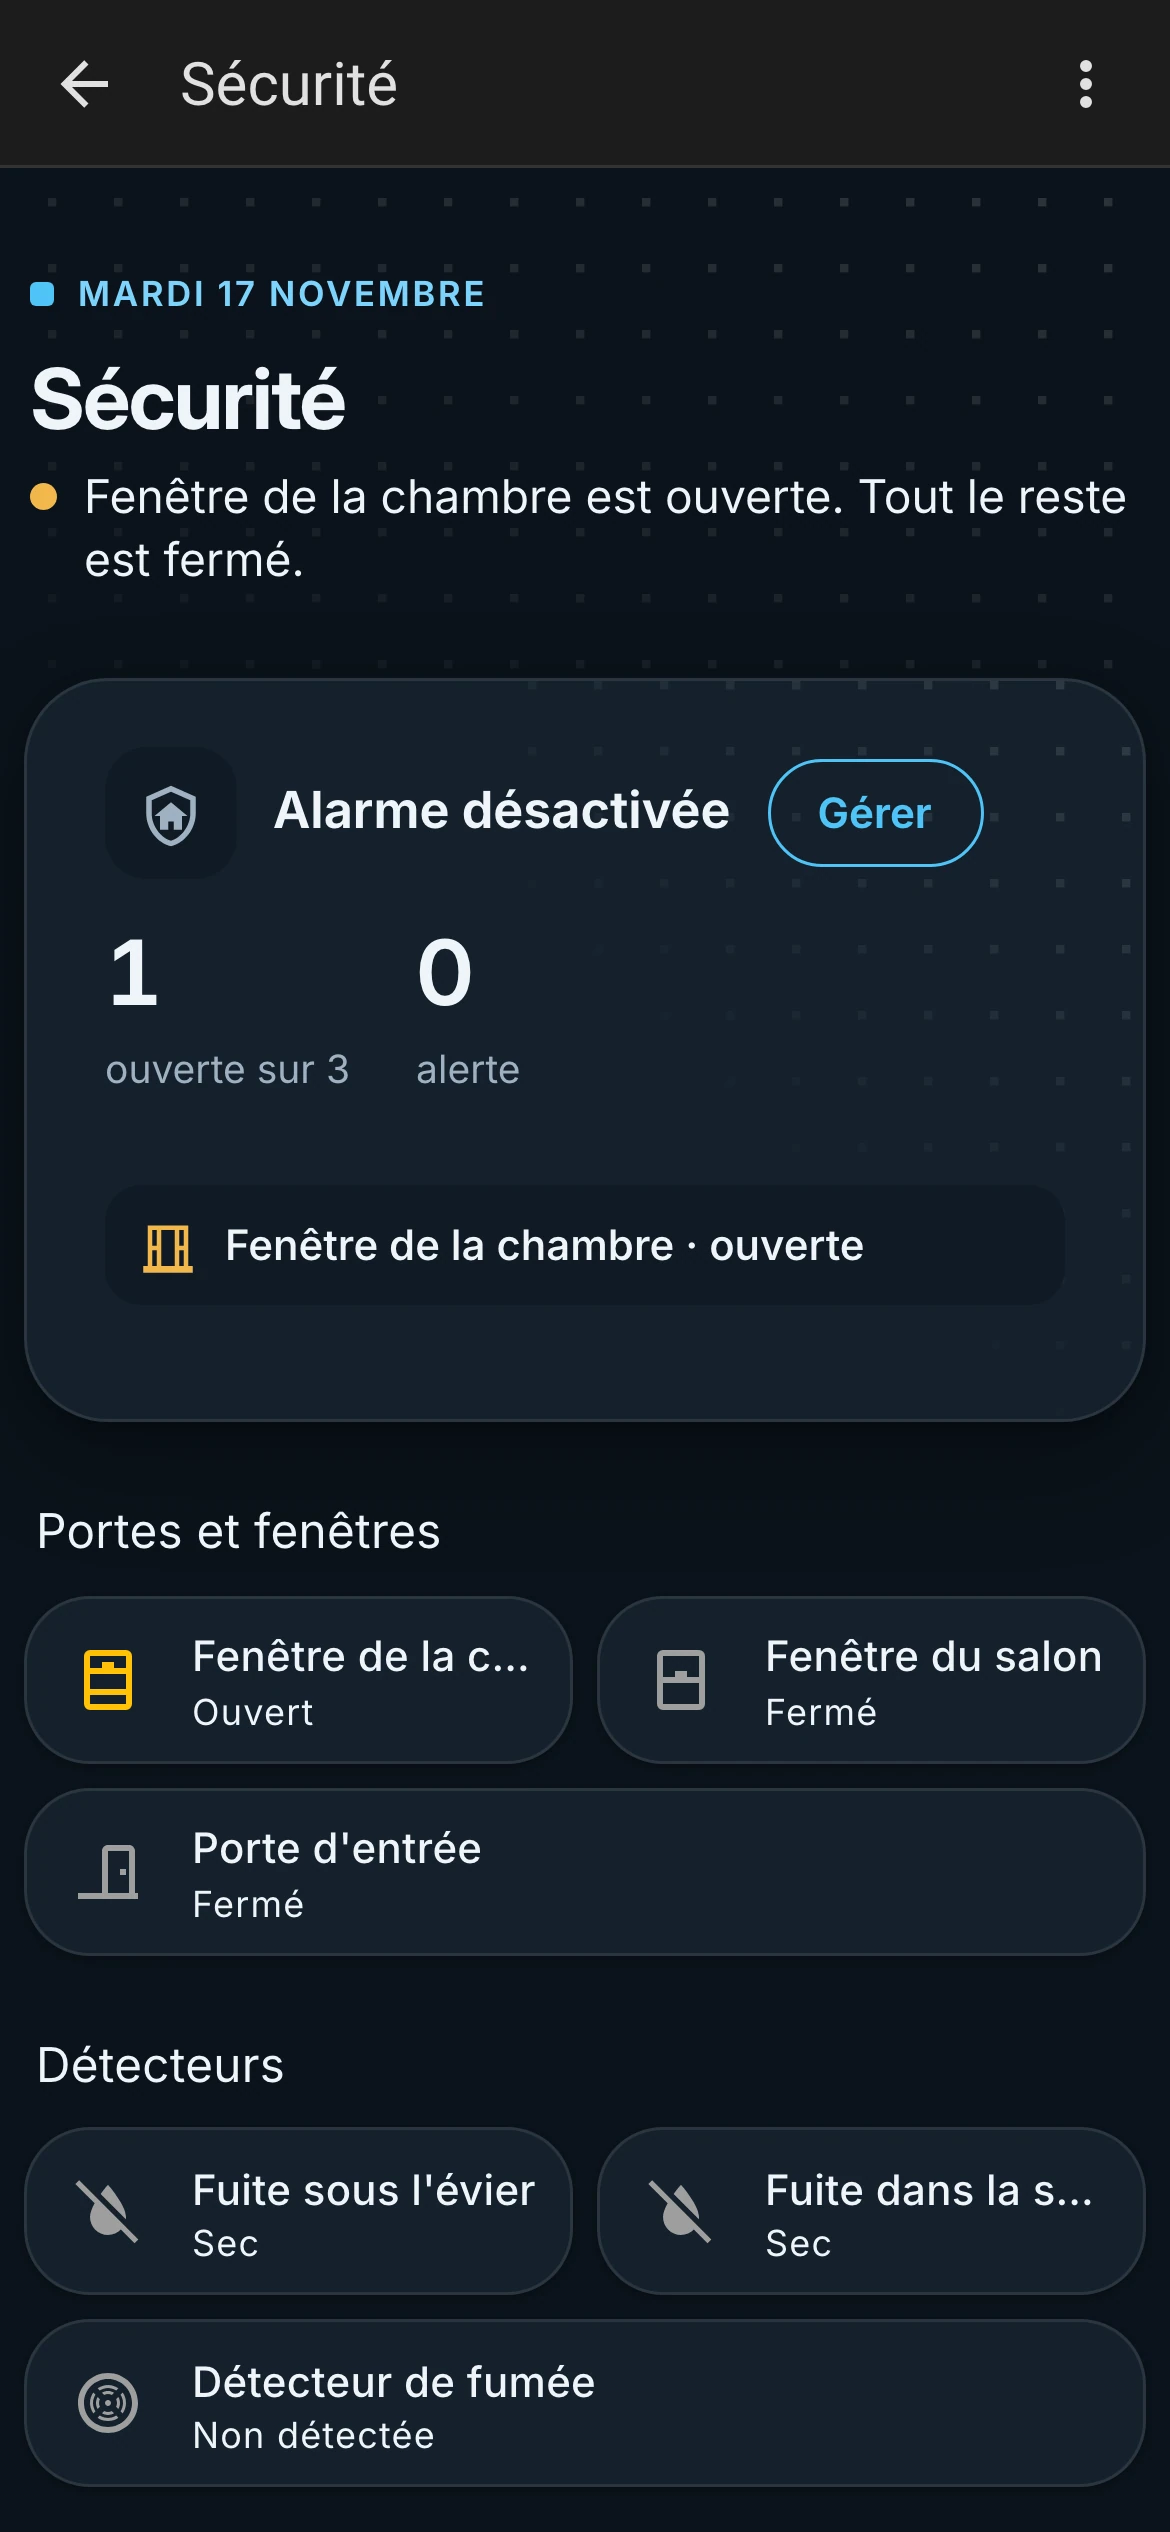 Sécurité
MARDI 17 NOVEMBRE
Sécurité
Fenêtre de la chambre est ouverte. Tout le reste
est fermé.
Alarme désactivée
Gérer
1
0
ouverte sur 3
alerte
Fenêtre de la chambre · ouverte
Portes et fenêtres
Fenêtre de la c...
Ouvert
Fenêtre du salon
Fermé
Porte d'entrée
Fermé
Détecteurs
Fuite sous l'évier
Sec
Fuite dans la s...
Sec
Détecteur de fumée
Non détectée